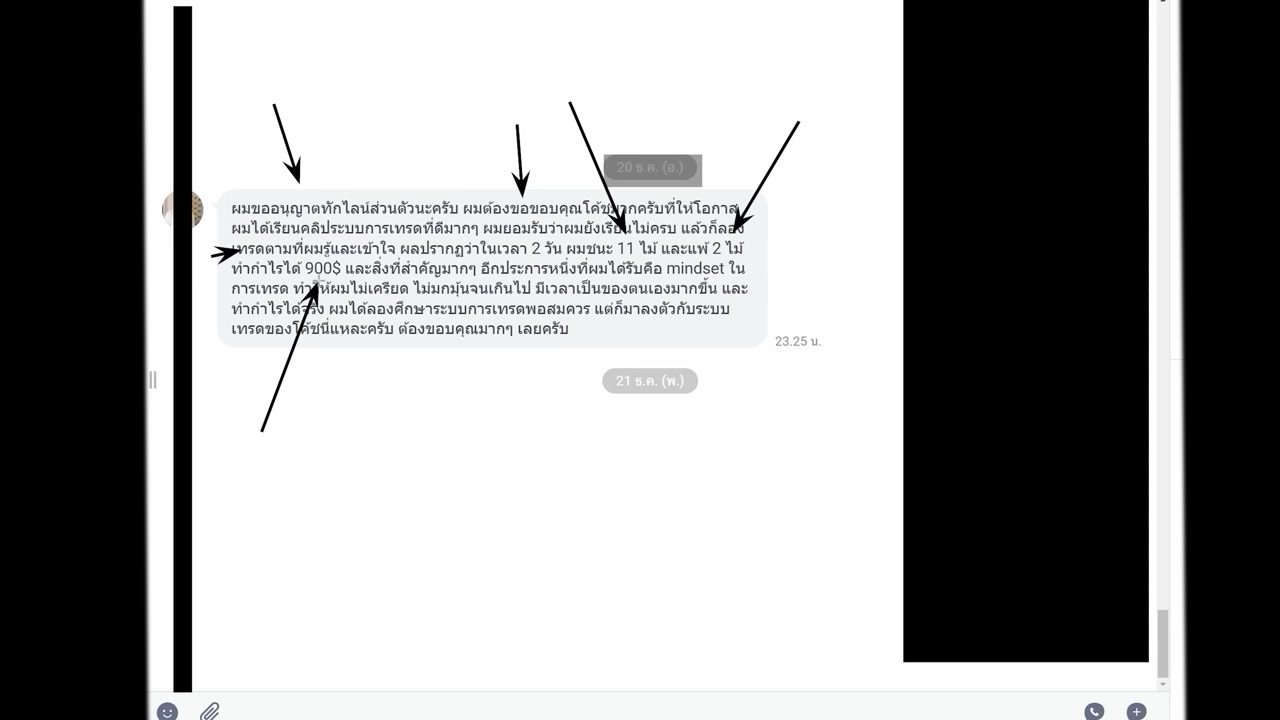 20 ธ.ค. (อ.)
ผมขออนุญาตทักไลน์ส่วนตัวนะครับ ผมต้องขอขอบคุณโค้ชมากครับที่ให้โอกาส
ผมได้เรียนคลิประบบการเทรดที่ดีมากๆ ผมยอมรับว่าผมยังเรียนไม่ครบ แล้วก็ลอง
เทรดตามที่ผมรู้และเข้าใจ ผลปรากฏว่าในเวลา 2 วัน ผมชนะ 11 ไม้ และแพ้ 2 ไม้
ทำกำไรได้ 900$ และสิ่งที่สำคัญมากๆ อีกประการหนึ่งที่ผมได้รับคือ mindset ใน
การเทรด ทำให้ผมไม่เครียด ไม่มกมุ้นจนเกินไป มีเวลาเป็นของตนเองมากขึ้น และ
ทำกำไรได้จริง ผมได้ลองศึกษาระบบการเทรดพอสมควร แต่ก็มาลงตัวกับระบบ
เทรดของโค้ชนี่แหละครับ ต้องขอบคุณมากๆ เลยครับ
23.25 น.
21 ธ.ค. (พ.)